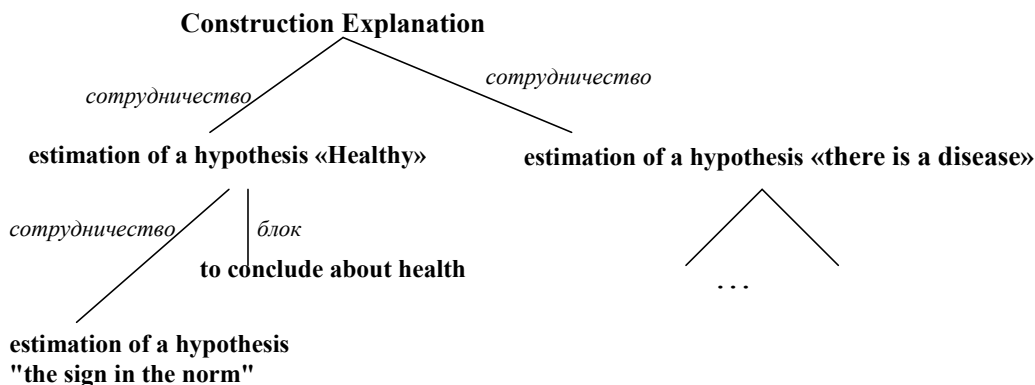 Construction Explanation
сотрудничество
сотрудничество
estimation of a hypothesis «Healthy»
estimation of a hypothesis «there is a disease»
сотрудничество
блок
to conclude about health
...
estimation of a hypothesis
"the sign in the norm"